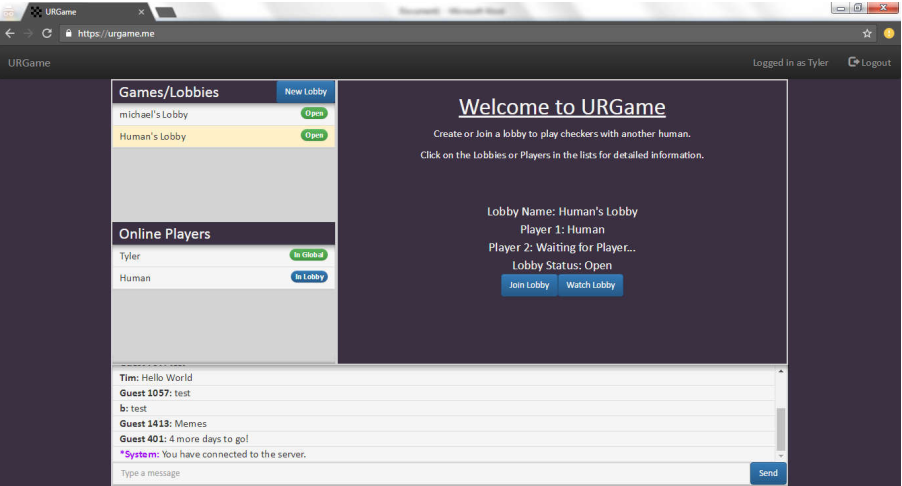 URGame
https://urgame.me
URGame
Logged in as Tyler
Logout
Games/Lobbies
New Lobby
michael's Lobby
Open
Human's Lobby
Open
Online Players
Tyler
In Global
Human
In Lobby
Welcome to URGame
Create or Join a lobby to play checkers with another human.
Click on the Lobbies or Players in the lists for detailed information.
Lobby Name: Human's Lobby
Player 1: Human
Player 2: Waiting for Player...
Lobby Status: Open
Join Lobby
Watch Lobby
Tim: Hello World
Guest 1057: test
b: test
Guest 1413: Memes
Guest 401: 4 more days to go!
*System: You have connected to the server.
Type a message
Send